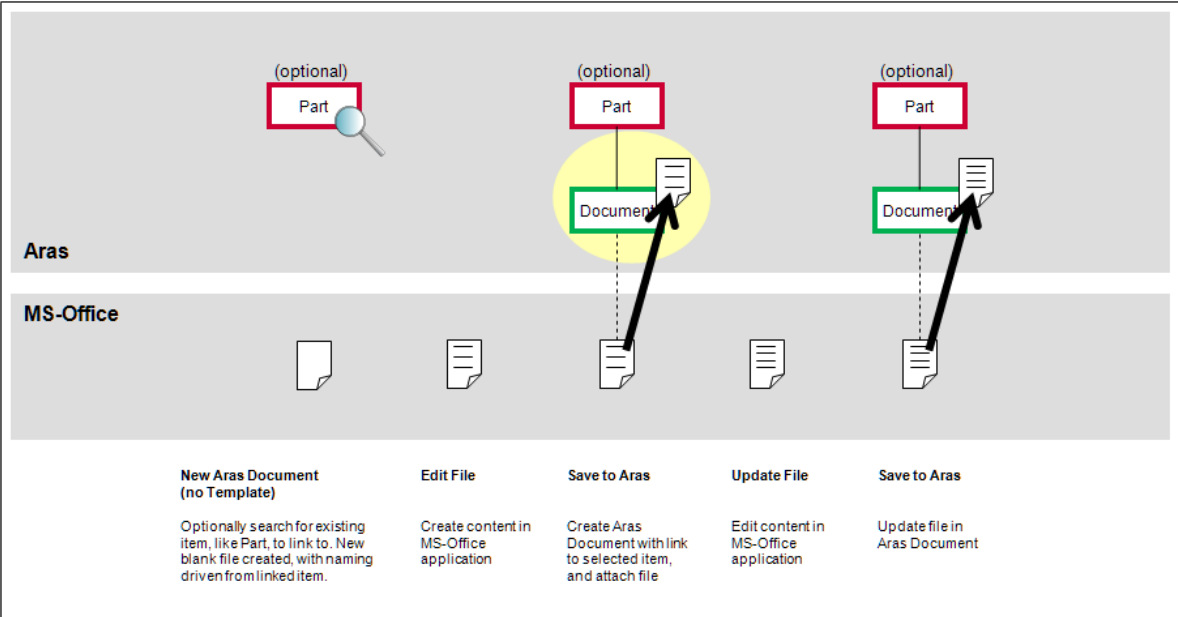 (optional)
(optional)
(optional)
Part
Part
Part
Document
Document
Aras
MS-Office
New Aras Document
(no Template)
Optionally search for existing
item, like Part, to link to. New
blank file created, with naming
driven from linked item.
Edit File
Create content in
MS-Office
application
Save to Aras
Create Aras
Document with link
to selected item,
and attach file
Update File
Edit content in
MS-Office
application
Save to Aras
Update file in
Aras Document